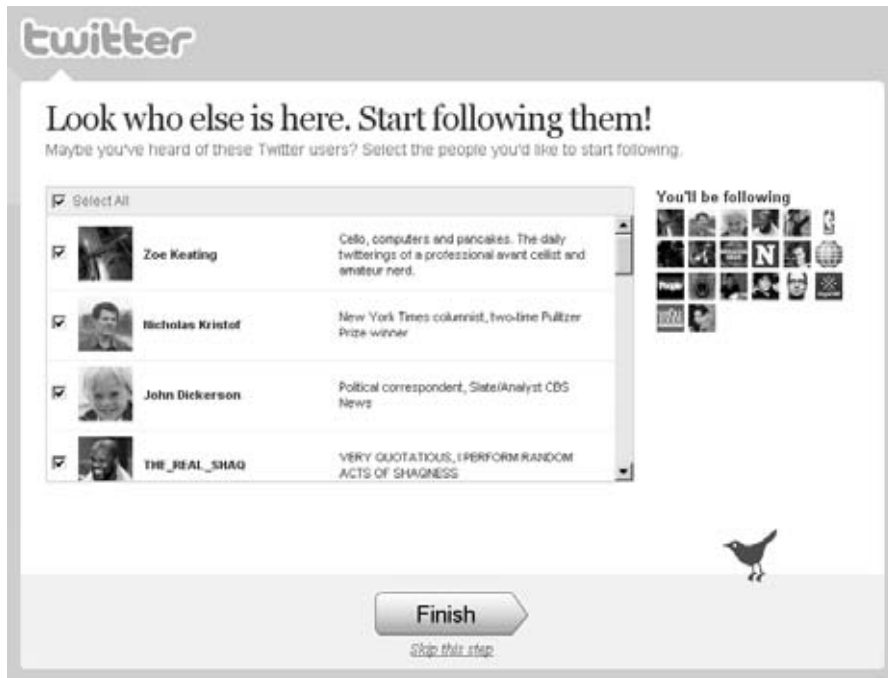 twitter
Look who else is here. Start following them!
Maybe you've heard of these Twitter users? Select the people you'd like to start following.
Select All
Zoe Keating
Cello, computers and pancakes. The daily
twitterings of a professional avant cellist and
amateur nerd.
Nicholas Kristof
New York Times columnist, two-time Pulitzer
Prize winner
John Dickerson
Political correspondent, Slate/Analyst CBS
News
THE_REAL_SHAQ
VERY QUOTATIOUS, I PERFORM RANDOM
ACTS OF SHAQNESS
You'll be following
N
People
Finish
Skip this step